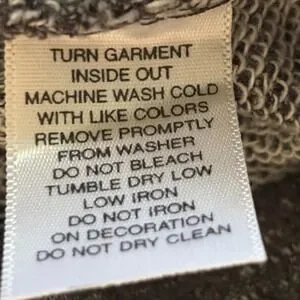 TURN GARMENT
INSIDE OUT
MACHINE WASH COLD
WITH LIKE COLORS
REMOVE PROMPTLY
FROM WASHER
DO NOT BLEACH
TUMBLE DRY LOW
LOW IRON
DO NOT IRON
ON DECORATION
DO NOT DRY CLEAN